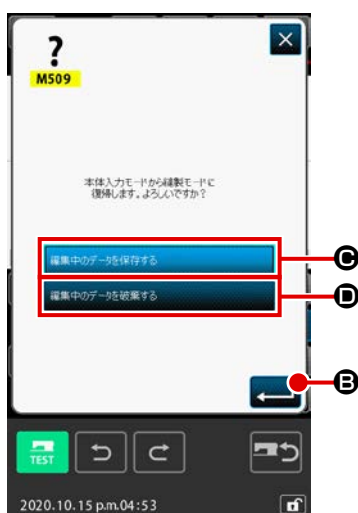 ?
M509
本体入力モードから縫製モードに
復帰します。よろしいですか?
編集中のデータを保存する
編集中のデータを破棄する
C
D
B
TEST
2020.10.15 p.m.04:53